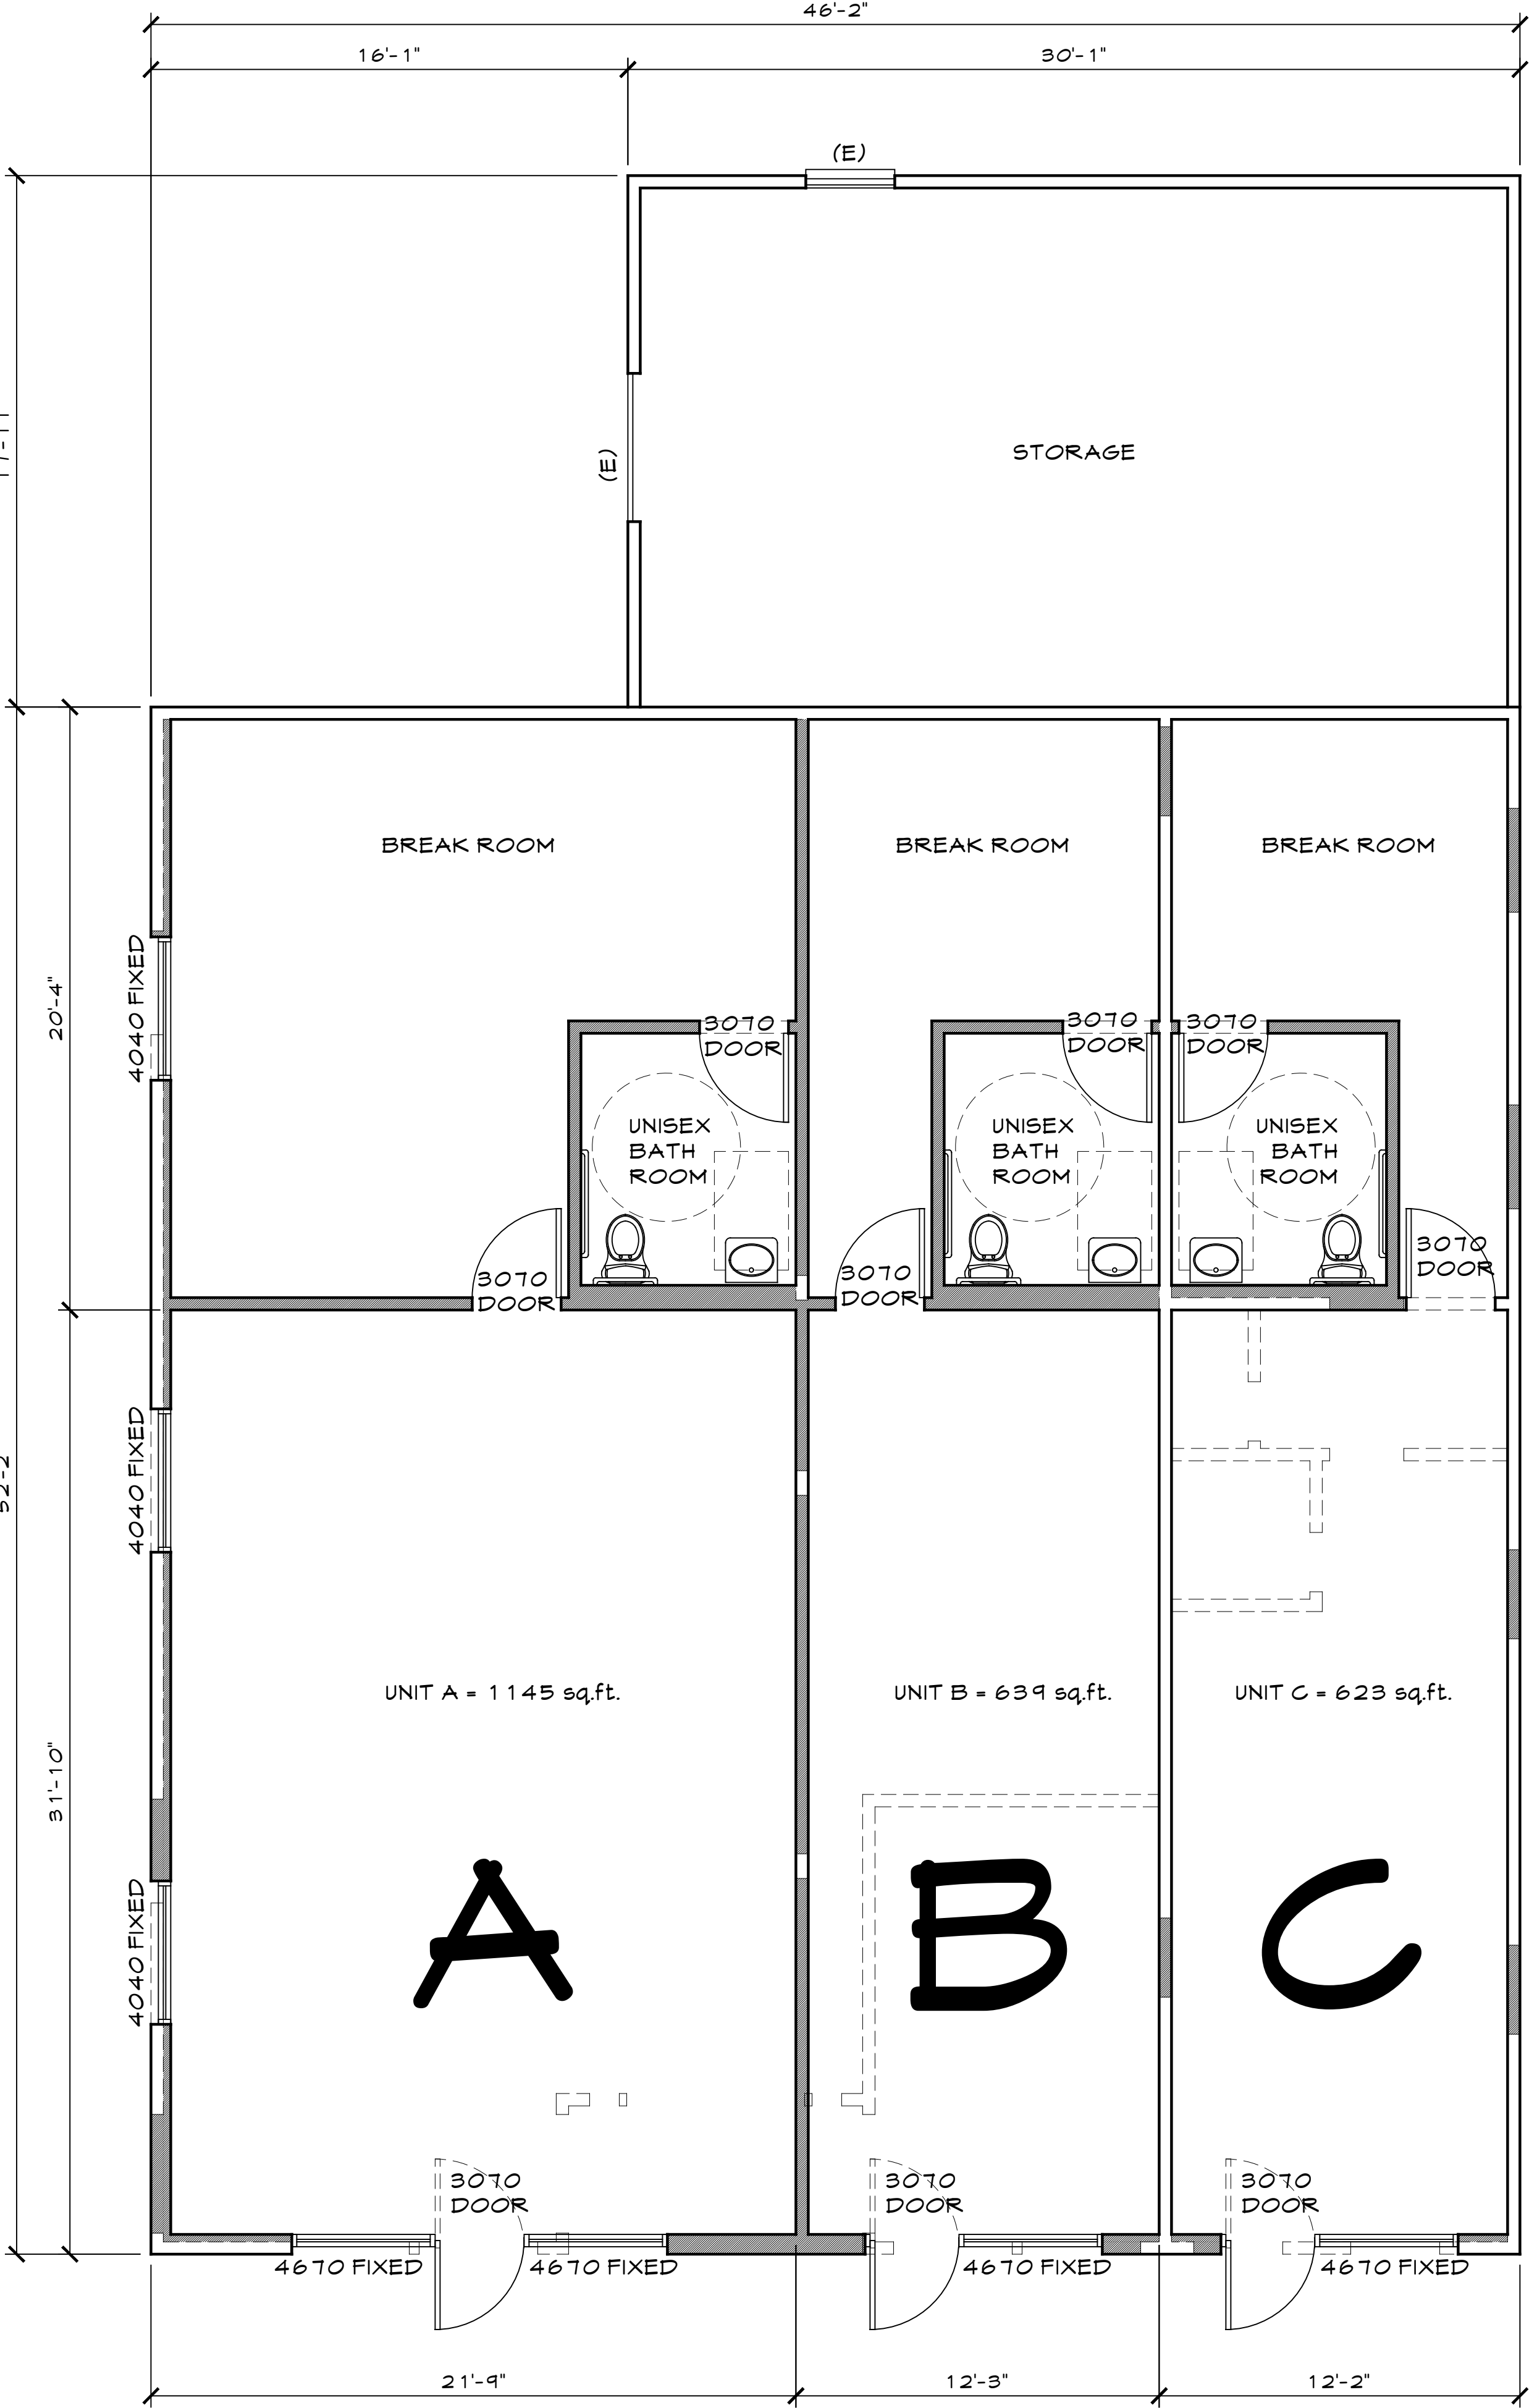 46'-2"
16'-1"
30'-1"
(E)
(E)
STORAGE
BREAK ROOM
BREAK ROOM
BREAK ROOM
4040 FIXED
20'-4"
3070
DOOR
3070
DOOR
3070
DOOR
UNISEX
BATH
ROOM
UNISEX
BATH
ROOM
UNISEX
BATH
ROOM
3070
DOOR
3070
DOOR
3070
DOOR
4040 FIXED
UNIT A = 1145 sq.ft.
UNIT B = 639 sq.ft.
UNIT C = 623 sq.ft.
31'-10"
A
B
C
4040 FIXED
3070
DOOR
3070
DOOR
3070
DOOR
4670 FIXED
4670 FIXED
4670 FIXED
4670 FIXED
21'-9"
12'-3"
12'-2"